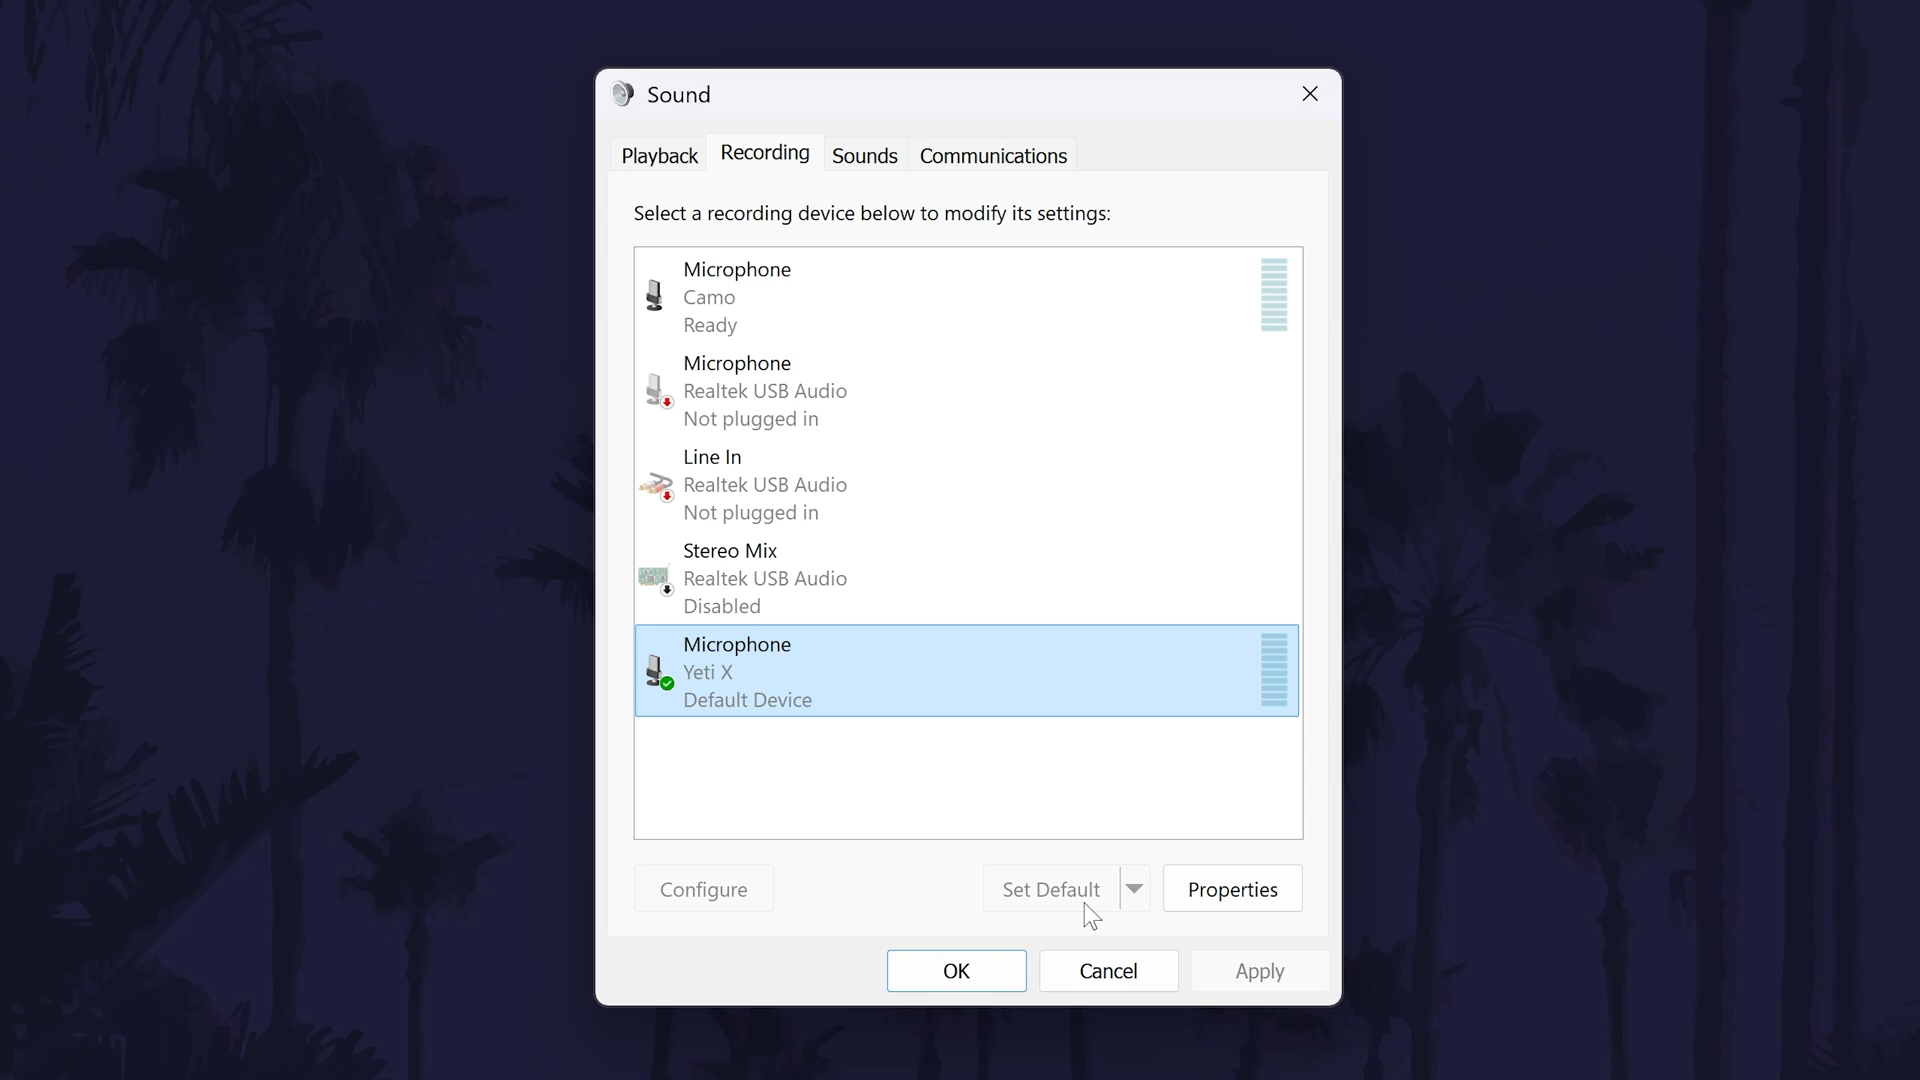 Sound
Playback Recording Sounds Communications
Select a recording device below to modify its settings:
Microphone
Camo
Ready
Microphone
Realtek USB Audio
Not plugged in
Line In
Realtek USB Audio
Not plugged in
Stereo Mix
Realtek USB Audio
Disabled
Microphone
Yeti X
Default Device
Configure Set Default Properties
OK Cancel Apply